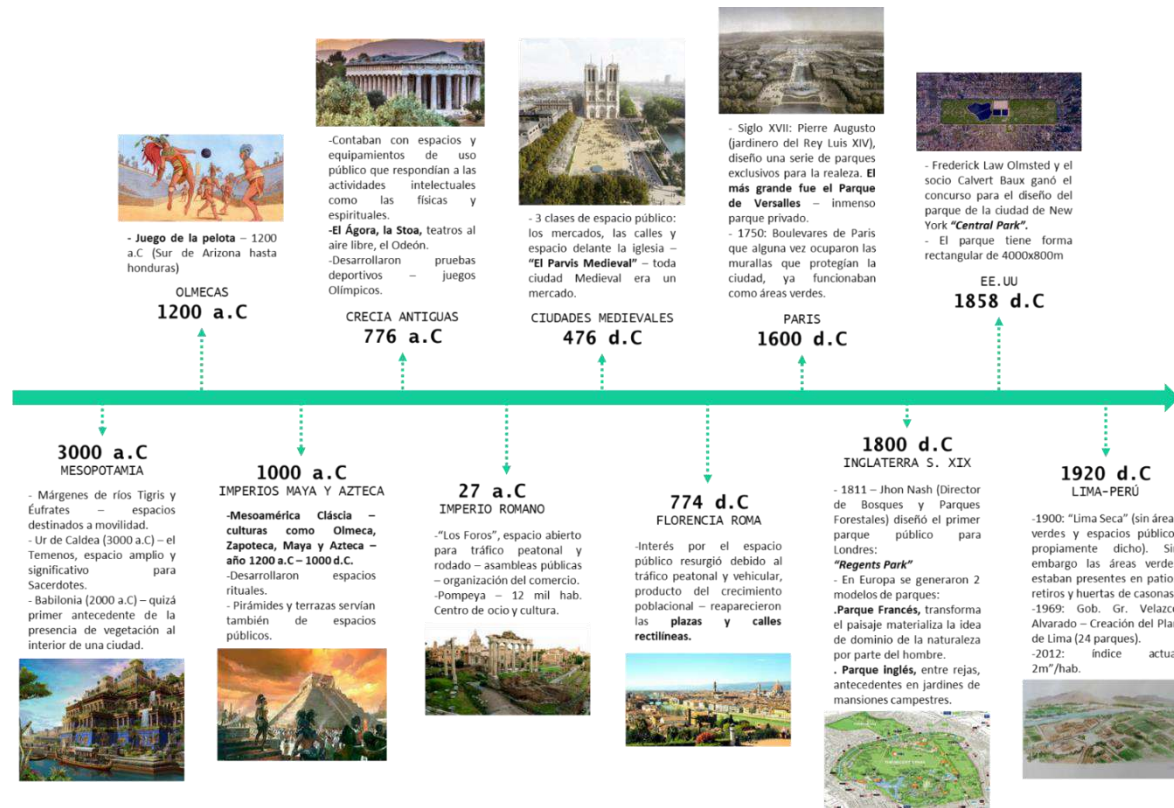 - Juego de la pelota – 1200
a.C (Sur de Arizona hasta
honduras)
OLMECAS
1200 a.C
-Contaban con espacios y
equipamientos de uso
público que respondían a las
actividades intelectuales
como las físicas y
espirituales.
-El Ágora, la Stoa, teatros al
aire libre, el Odeón.
-Desarrollaron pruebas
deportivos – juegos
Olímpicos.
CRECIA ANTIGUAS
776 a.C
- 3 clases de espacio público:
los mercados, las calles y
espacio delante la iglesia –
"El Parvis Medieval" – toda
ciudad Medieval era un
mercado.
CIUDADES MEDIEVALES
476 d.C
- Siglo XVII: Pierre Augusto
(jardinero del Rey Luis XIV),
diseño una serie de parques
exclusivos para la realeza. El
más grande fue el Parque
de Versalles – inmenso
parque privado.
- 1750: Boulevares de Paris
que alguna vez ocuparon las
murallas que protegían la
ciudad, ya funcionaban
como áreas verdes.
PARIS
1600 d.C
- Frederick Law Olmsted y el
socio Calvert Baux ganó el
concurso para el diseño del
parque de la ciudad de New
York "Central Park".
- El parque tiene forma
rectangular de 4000x800m
EE.UU
1858 d.C
3000 a.C
MESOPOTAMIA
- Márgenes de ríos Tigris y
Éufrates – espacios
destinados a movilidad.
- Ur de Caldea (3000 a.C) – el
Temenos, espacio amplio y
significativo para
Sacerdotes.
- Babilonia (2000 a.C) – quizá
primer antecedente de la
presencia de vegetación al
interior de una ciudad.
1000 a.C
IMPERIOS MAYA Y AZTECA
-Mesoamérica Cláscia –
culturas como Olmeca,
Zapoteca, Maya y Azteca –
año 1200 a.C – 1000 d.C.
-Desarrollaron espacios
rituales.
- Pirámides y terrazas servían
también de espacios
públicos.
27 a.C
IMPERIO ROMANO
-"Los Foros", espacio abierto
para tráfico peatonal y
rodado – asambleas públicas
– organización del comercio.
- Pompeya – 12 mil hab.
Centro de ocio y cultura.
774 d.C
FLORENCIA ROMA
-Interés por el espacio
público resurgió debido al
tráfico peatonal y vehicular,
producto del crecimiento
poblacional – reaparecieron
las plazas y calles
rectilíneas.
1800 d.C
INGLATERRA S. XIX
- 1811 – Jhon Nash (Director
de Bosques y Parques
Forestales) diseñó el primer
parque público para
Londres:
"Regents Park"
- En Europa se generaron 2
modelos de parques:
.Parque Francés, transforma
el paisaje materializa la idea
de dominio de la naturaleza
por parte del hombre.
. Parque inglés, entre rejas,
antecedentes en jardines de
mansiones campestres.
1920 d.C
LIMA-PERÚ
-1900: "Lima Seca" (sin área
verdes y espacios público
propiamente dicho). Sin
embargo las áreas verde
estaban presentes en patio
retiros y huertas de casonas
-1969: Gob. Gr. Velazco
Alvarado – Creación del Plan
de Lima (24 parques).
-2012: índice actua
2m"/hab.